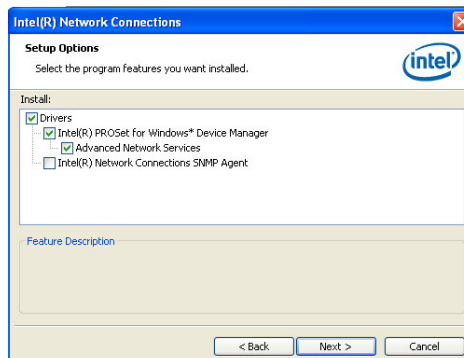 Intel(R) Network Connections
Setup Options
Select the program features you want installed.
intel
Install:
Drivers
Intel(R) PROSet for Windows* Device Manager
Advanced Network Services
Intel(R) Network Connections SNMP Agent
Feature Description
< Back
Next >
Cancel